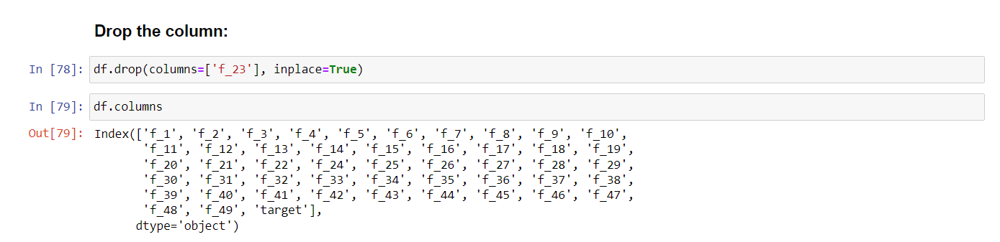 Drop the column:
In [78]: df.drop(columns=['f_23'], inplace=True)
In [79]: df.columns
Out[79]: Index(['f_1', 'f_2', 'f_3', 'f_4', 'f_5', 'f_6', 'f_7', 'f_8', 'f_9', 'f_10',
'f_11', 'f_12', 'f_13', 'f_14', 'f_15', 'f_16', 'f_17', 'f_18', 'f_19',
'f_20', 'f_21', 'f_22', 'f_24', 'f_25', 'f_26', 'f_27', 'f_28', 'f_29',
'f_30', 'f_31', 'f_32', 'f_33', 'f_34', 'f_35', 'f_36', 'f_37', 'f_38',
'f_39', 'f_40', 'f_41', 'f_42', 'f_43', 'f_44', 'f_45', 'f_46', 'f_47',
'f_48', 'f_49', 'target'],
dtype='object')